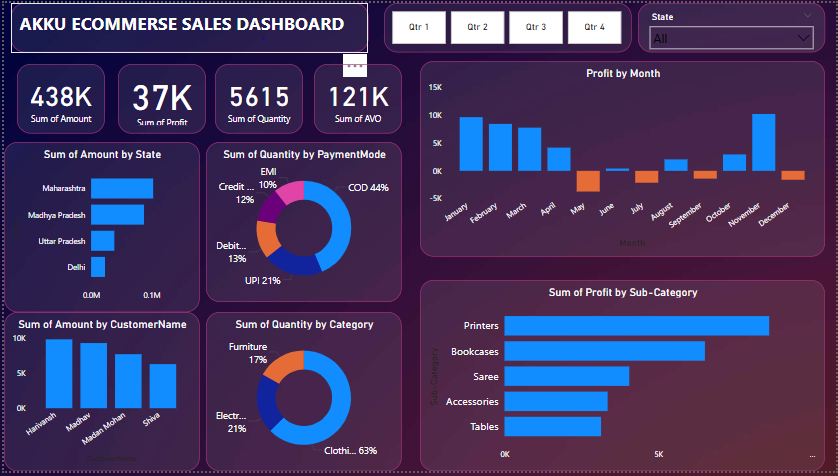 AKKU ECOMMERSE SALES DASHBOARD
Qtr 1
Qtr 2
Qtr 3
Qtr 4
State
All
438K
Sum of Amount
37K
Sum of Profit
5615
Sum of Quantity
121K
Sum of AVO
Profit by Month
15K
10K
5K
0K
-5K
January
February
March
April
May
June
July
August
September
October
November
December
Month
Sum of Amount by State
Maharashtra
Madhya Pradesh
Uttar Pradesh
Delhi
0.0M
0.1M
Sum of Quantity by PaymentMode
EMI
10%
Credit ...
12%
Debit...
13%
UPI 21%
COD 44%
Sum of Amount by CustomerName
10K
5K
0K
Harivansh
Madhav
Madan Mohan
Shiva
Sum of Quantity by Category
Furniture
17%
Electr...
21%
Clothi... 63%
Sum of Profit by Sub-Category
Sub-Category
Printers
Bookcases
Saree
Accessories
Tables
0K
5K
...